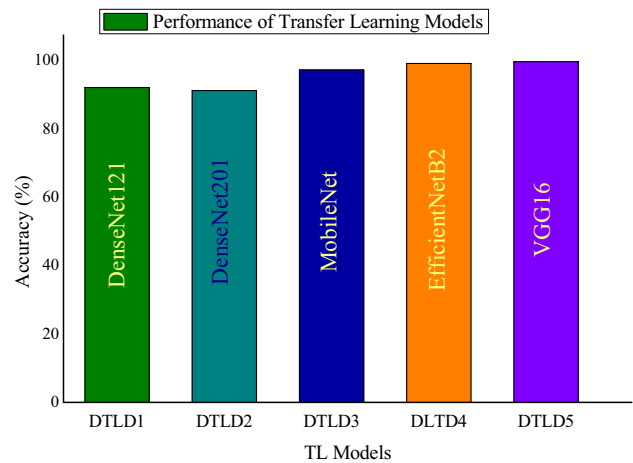 Performance of Transfer Learning Models
100
80
60
40
20
0
Accuracy (%)
DenseNet121
DenseNet201
MobileNet
EfficientNetB2
VGG16
DTLD1 DTLD2 DTLD3 DLTD4 DTLD5
TL Models